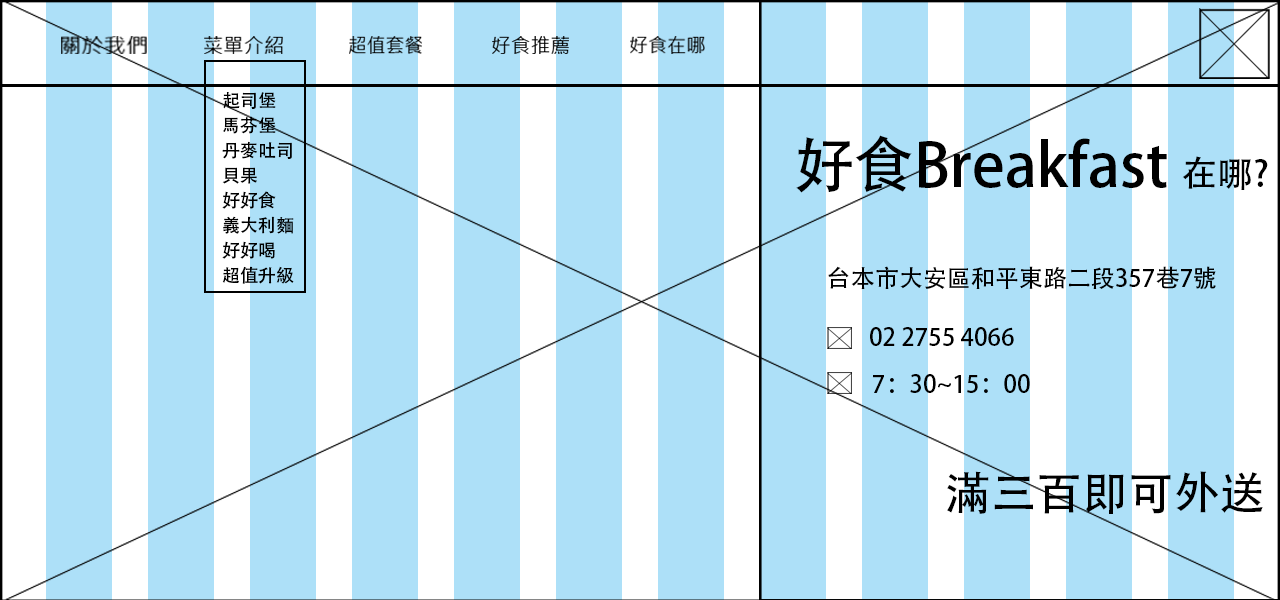 關於我們 菜單介紹 超值套餐 好食推薦 好食在哪
起司堡
馬芬堡
丹麥吐司
貝果
好好食
義大利麵
好好喝
超值升級
好食Breakfast 在哪?
台本市大安區和平東路二段357巷7號
02 2755 4066
7：30~15：00
滿三百即可外送